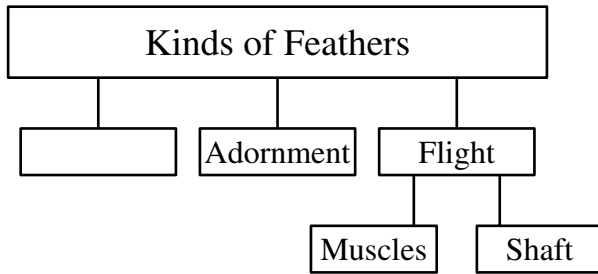 Kinds of Feathers
Adornment
Flight
Muscles
Shaft